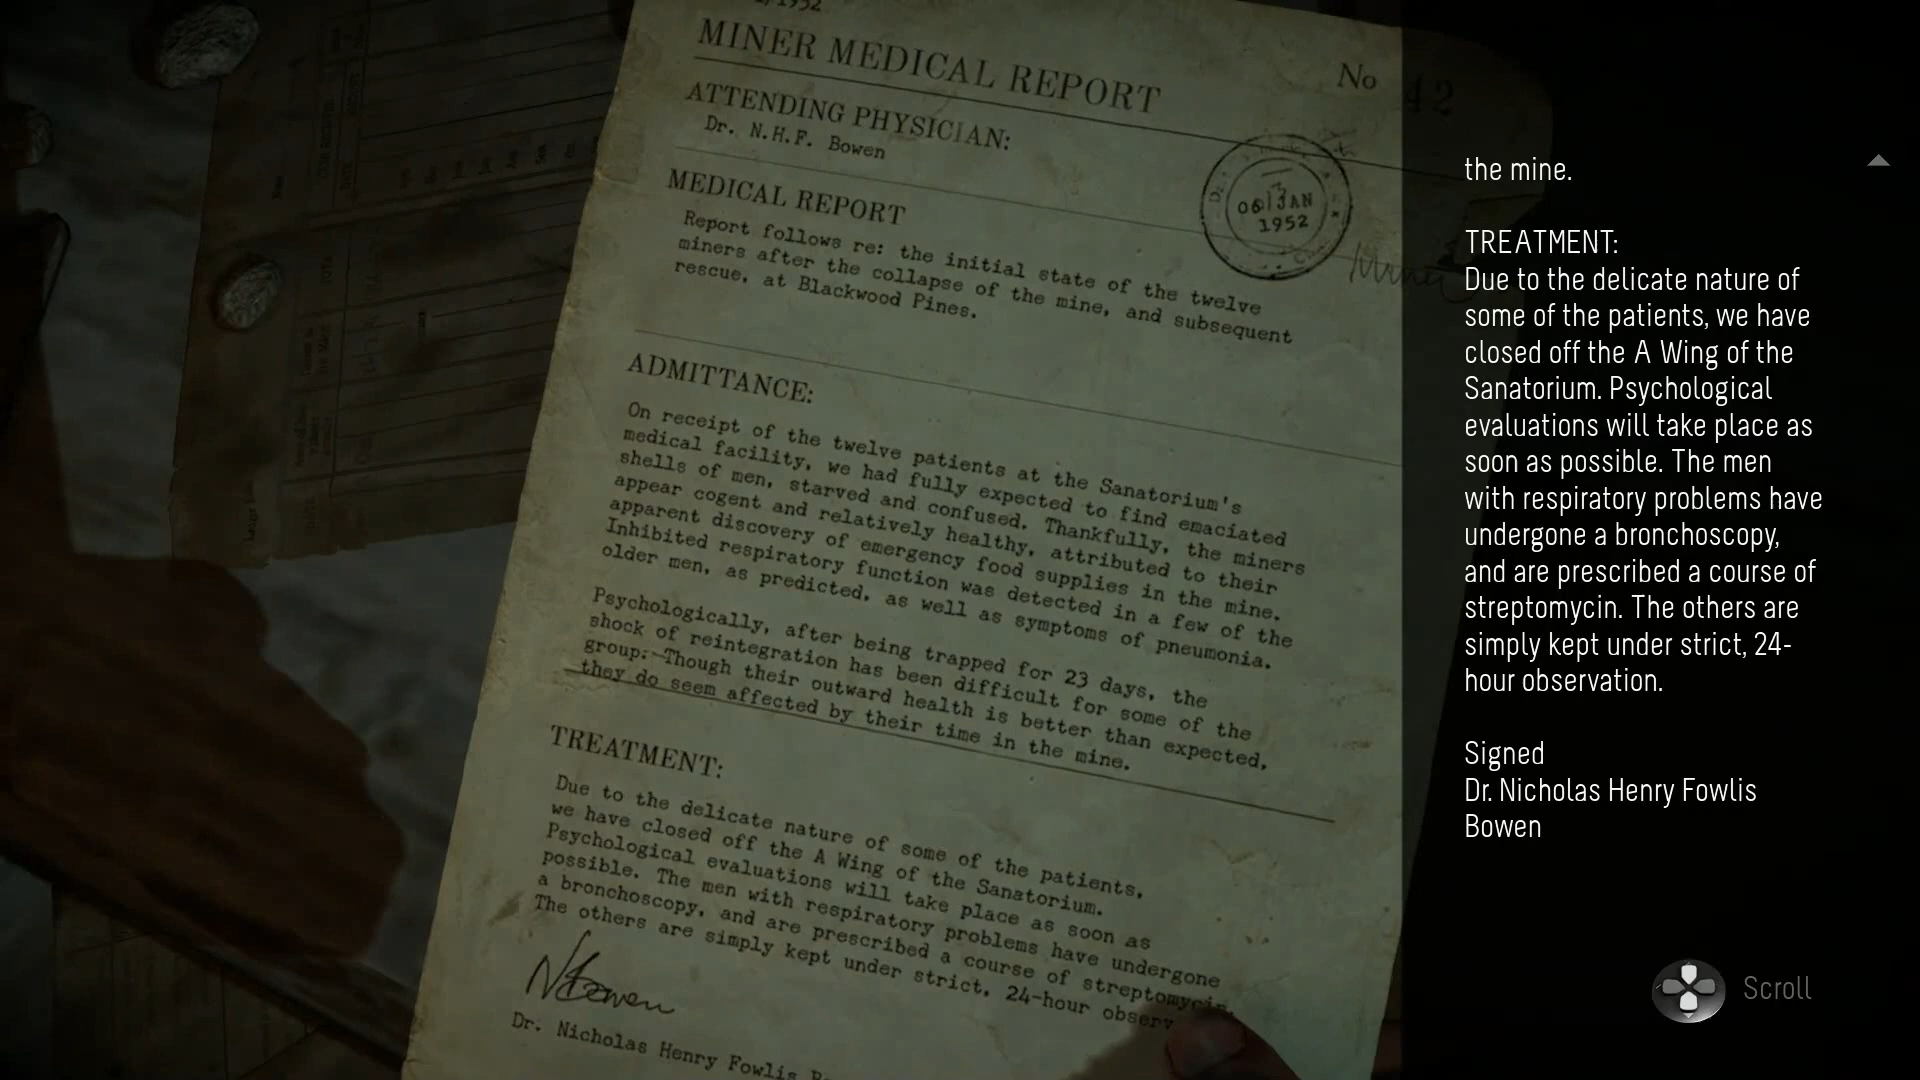 1/1952
MINER MEDICAL REPORT
No 42
ATTENDING PHYSICIAN:
Dr. N.H.F. Bowen
06 JAN
1952
MEDICAL REPORT
Report follows re: the initial state of the twelve
miners after the collapse of the mine, and subsequent
rescue, at Blackwood Pines.
ADMITTANCE:
On receipt of the twelve patients at the Sanatorium's
medical facility, we had fully expected to find emaciated
shells of men, starved and confused. Thankfully, the miners
appear cogent and relatively healthy, attributed to their
apparent discovery of emergency food supplies in the mine.
Inhibited respiratory function was detected in a few of the
older men, as predicted, as well as symptoms of pneumonia.
Psychologically, after being trapped for 23 days, the
shock of reintegration has been difficult for some of the
group. Though their outward health is better than expected,
they do seem affected by their time in the mine.
TREATMENT:
Due to the delicate nature of some of the patients,
we have closed off the A Wing of the Sanatorium.
Psychological evaluations will take place as soon as
possible. The men with respiratory problems have undergone
a bronchoscopy, and are prescribed a course of streptomycin.
The others are simply kept under strict, 24-hour observ
NBowen
Dr. Nicholas Henry Fowlis B
the mine.
TREATMENT:
Due to the delicate nature of
some of the patients, we have
closed off the A Wing of the
Sanatorium. Psychological
evaluations will take place as
soon as possible. The men
with respiratory problems have
undergone a bronchoscopy,
and are prescribed a course of
streptomycin. The others are
simply kept under strict, 24-
hour observation.
Signed
Dr. Nicholas Henry Fowlis
Bowen
Scroll